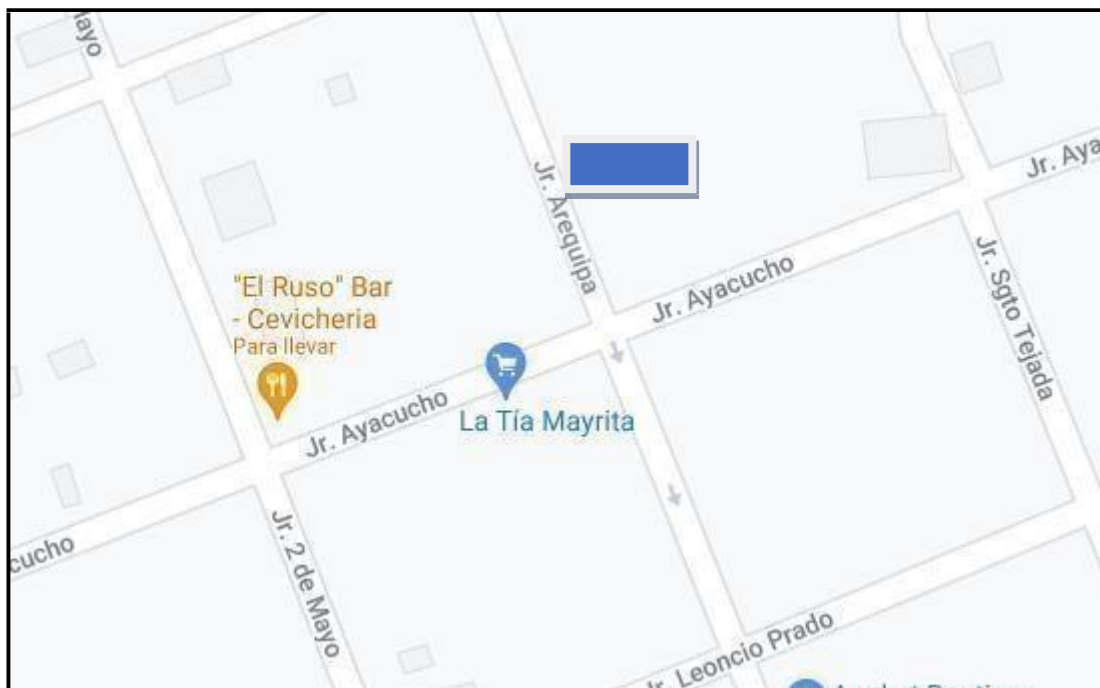 Mayo
Jr. Arequipa
Jr. Aya
"El Ruso" Bar
- Cevicheria
Para llevar
Jr. Ayacucho
Jr. Sgto Tejada
Jr. Ayacucho
La Tía Mayrita
cucho
Jr. 2 de Mayo
Jr. Leoncio Prado